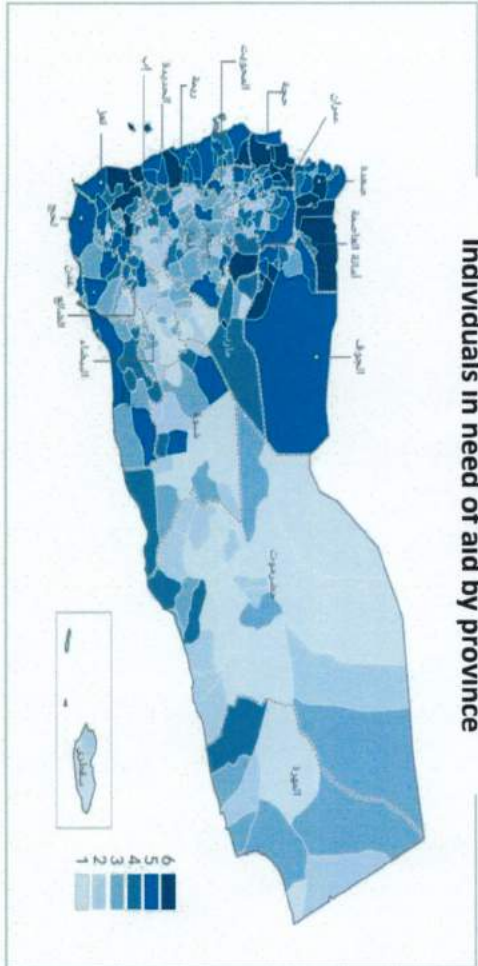 Individuals in need of aid by province
صعدة
عمران
حجة
المحويت
ريمة
الحديدة
إب
تعز
أمانة العاصمة
الجوف
مأرب
شبوة
حضرموت
المهرة
لحج
عدن
الضالع
البيضاء
سقطرى
6
5
4
3
2
1